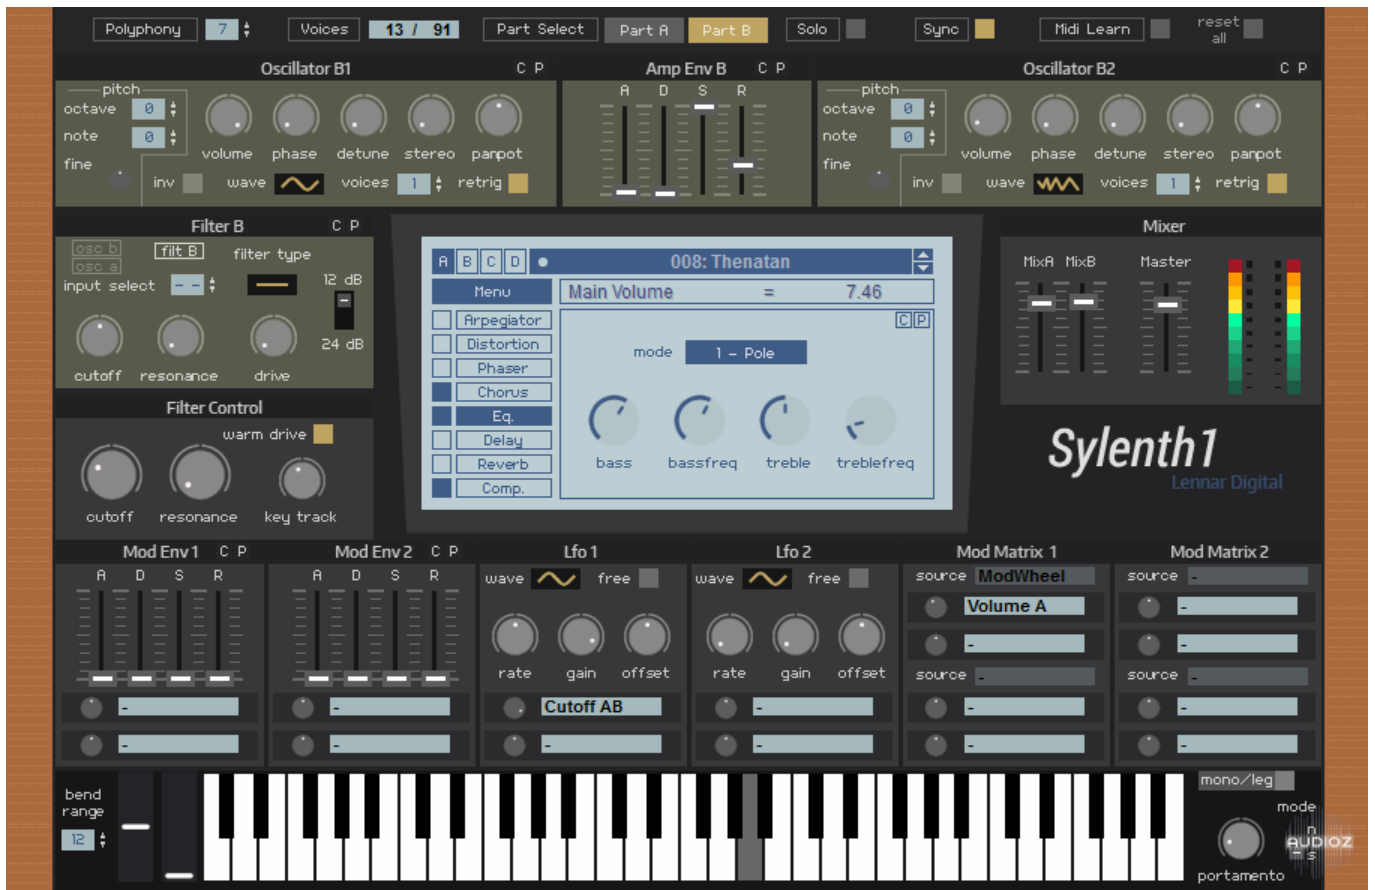 Polyphony 7 Voices 13 / 91 Part Select Part A Part B Solo Sync Midi Learn reset all
Oscillator B1 C P Amp Env B C P Oscillator B2 C P
pitch A D S R pitch
octave 0 octave 0
note 0 note 0
volume phase detune stereo panpot volume phase detune stereo panpot
fine fine
inv wave voices 1 retrig inv wave voices 1 retrig
Filter B C P Mixer
osc b filt B filter type
osc a
input select - - 12 dB
24 dB
cutoff resonance drive
A B C D 008: Thenatan
Menu Main Volume = 7.46
Arpegiator C P
Distortion mode 1 - Pole
Phaser
Chorus
Eq.
Delay
Reverb bass bassfreq treble treblefreq
Comp.
MixA MixB Master
Filter Control
warm drive
cutoff resonance key track
Sylenth1
Lennar Digital
Mod Env 1 C P Mod Env 2 C P Lfo 1 Lfo 2 Mod Matrix 1 Mod Matrix 2
A D S R A D S R wave free wave free source ModWheel source -
Volume A -
- -
rate gain offset rate gain offset source - source -
- - Cutoff AB - - -
- - - - - -
bend range 12
mono/leg
mode
portamento
AUDIOZ